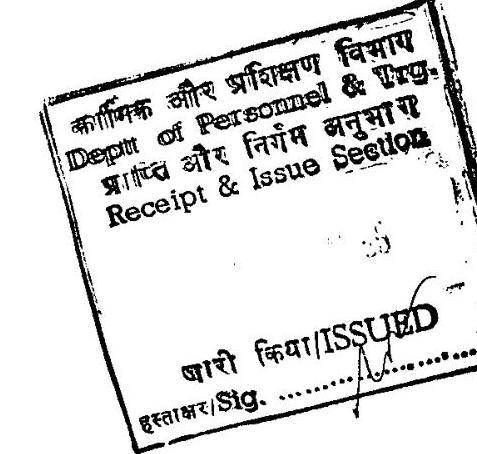 कार्मिक और प्रशिक्षण विभाग
Deptt of Personnel & Trg.
प्राप्ति और निर्गम अनुभाग
Receipt & Issue Section
जारी किया/ISSUED
हस्ताक्षर/Sig. ........................